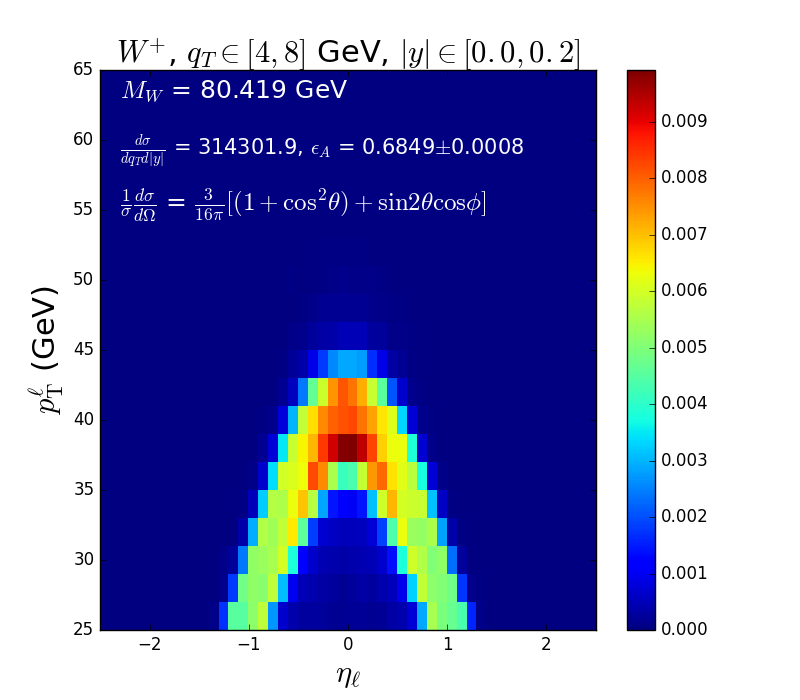 W⁺, q_T ∈ [4, 8] GeV, |y| ∈ [0.0, 0.2]
M_W = 80.419 GeV
dσ/dq_Td|y| = 314301.9, ϵ_A = 0.6849±0.0008
1/σ dσ/dΩ = 3/16π [(1 + cos²θ) + sin2θcosϕ]
65
60
55
50
45
40
35
30
25
p_T^ℓ (GeV)
−2 −1 0 1 2
η_ℓ
0.009
0.008
0.007
0.006
0.005
0.004
0.003
0.002
0.001
0.000